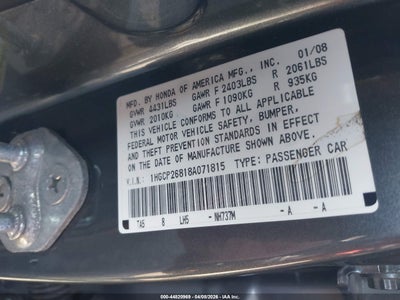 MFD. BY HONDA OF AMERICA MFG., INC. 01/08
GVWR 4431LBS GAWR F 2403LBS R 2061LBS
GVWR 2010KG GAWR F 1090KG R 935KG
THIS VEHICLE CONFORMS TO ALL APPLICABLE
FEDERAL MOTOR VEHICLE SAFETY, BUMPER,
AND THEFT PREVENTION STANDARDS IN EFFECT
ON THE DATE OF MANUFACTURE SHOWN ABOVE.
1HGCP26818A071815 TYPE: PASSENGER CAR
TA5 8 LH5 - NH737M - A - A
000-44820969 | 04/09/2026 | IAA, LLC